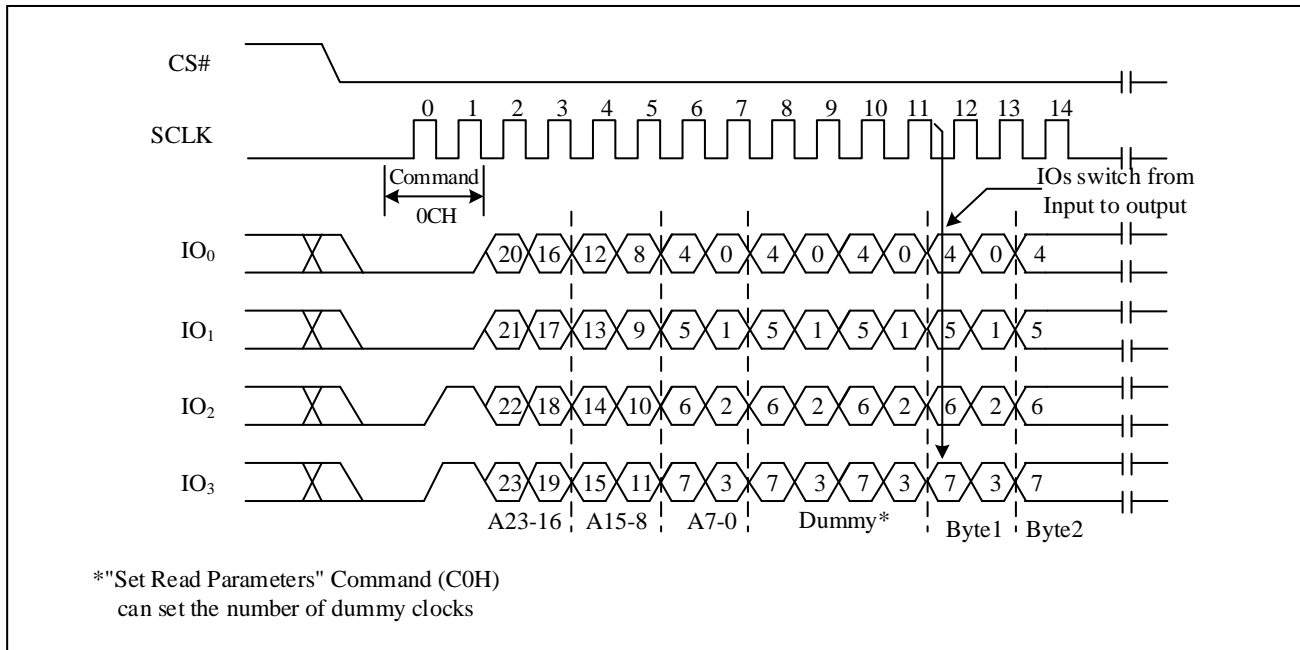 CS#
0 1 2 3 4 5 6 7 8 9 10 11 12 13 14
SCLK
Command
0CH
IOs switch from
Input to output
IO0 20 16 12 8 4 0 4 0 4 0 4 0 4
IO1 21 17 13 9 5 1 5 1 5 1 5 1 5
IO2 22 18 14 10 6 2 6 2 6 2 6 2 6
IO3 23 19 15 11 7 3 7 3 7 3 7 3 7
A23-16 A15-8 A7-0 Dummy* Byte1 Byte2
*"Set Read Parameters" Command (C0H)
can set the number of dummy clocks